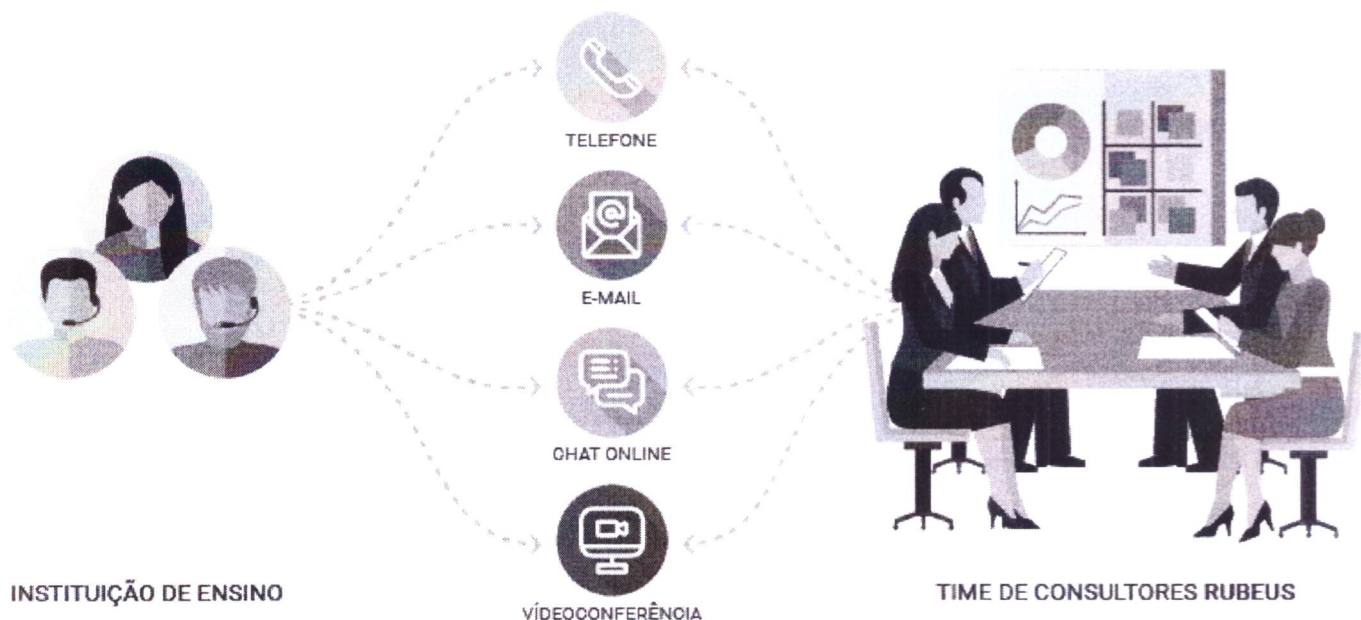 TELEFONE
E-MAIL
CHAT ONLINE
VÍDEOCONFERÊNCIA
INSTITUIÇÃO DE ENSINO
TIME DE CONSULTORES RUBEUS